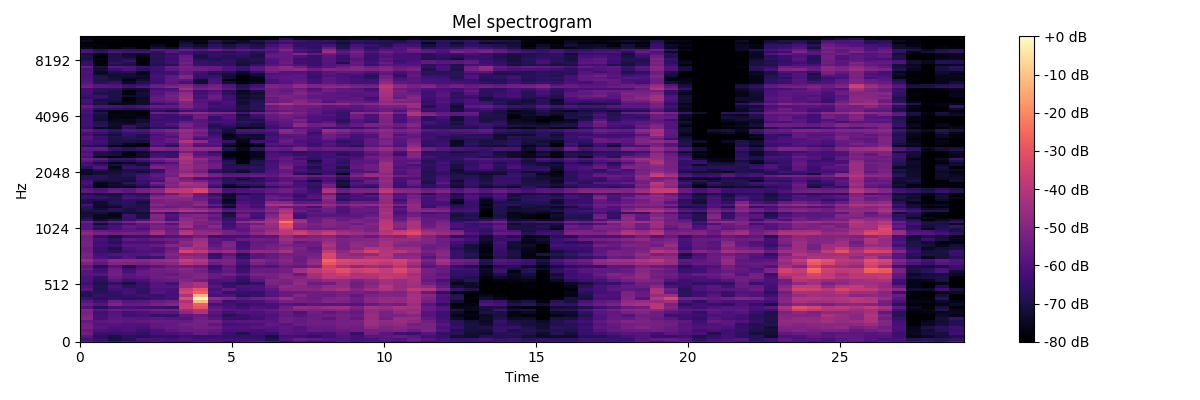 Mel spectrogram
8192
4096
2048
1024
512
0
Hz
0 5 10 15 20 25
Time
+0 dB
-10 dB
-20 dB
-30 dB
-40 dB
-50 dB
-60 dB
-70 dB
-80 dB